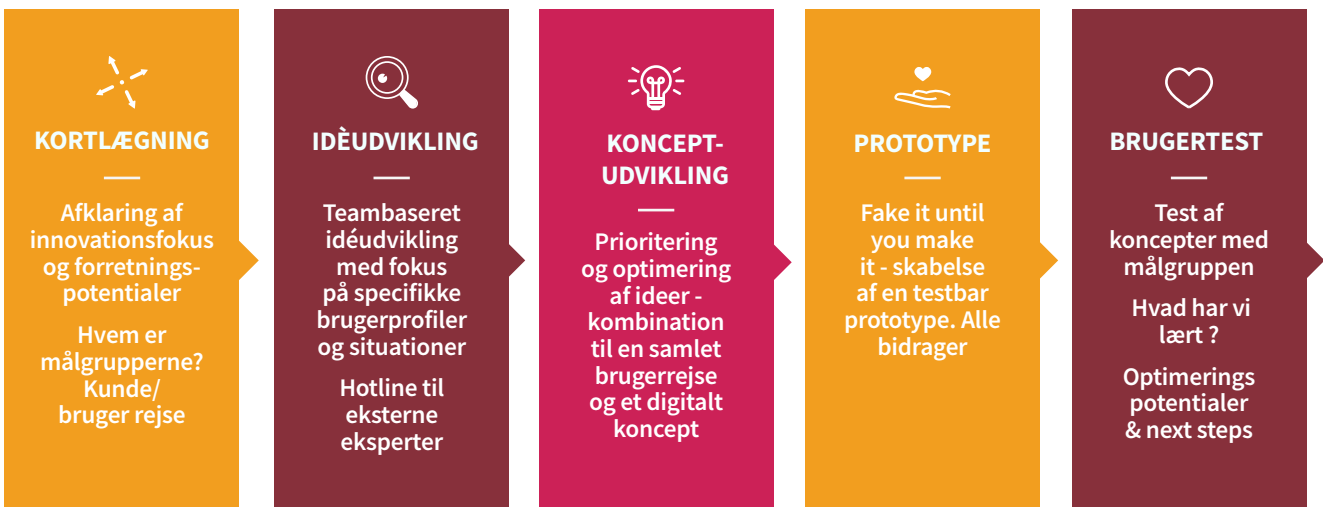 KORTLÆGNING
Afklaring af
innovationsfokus
og forretnings-
potentialer
Hvem er
målgrupperne?
Kunde/
bruger rejse
IDÈUDVIKLING
Teambaseret
idéudvikling
med fokus
på specifikke
brugerprofiler
og situationer
Hotline til
eksterne
eksperter
KONCEPT-
UDVIKLING
Prioritering
og optimering
af ideer -
kombination
til en samlet
brugerrejse
og et digitalt
koncept
PROTOTYPE
Fake it until
you make
it - skabelse
af en testbar
prototype. Alle
bidrager
BRUGERTEST
Test af
koncepter med
målgruppen
Hvad har vi
lært ?
Optimerings
potentialer
& next steps